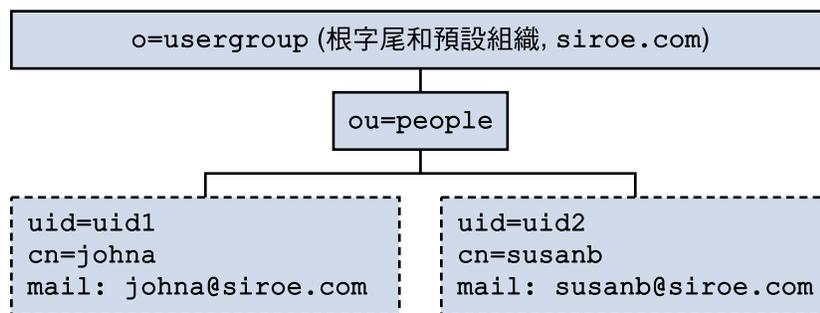 o=usergroup (根字尾和預設組織, siroe.com)
ou=people
uid=uid1
cn=johna
mail: johna@siroe.com
uid=uid2
cn=susanb
mail: susanb@siroe.com